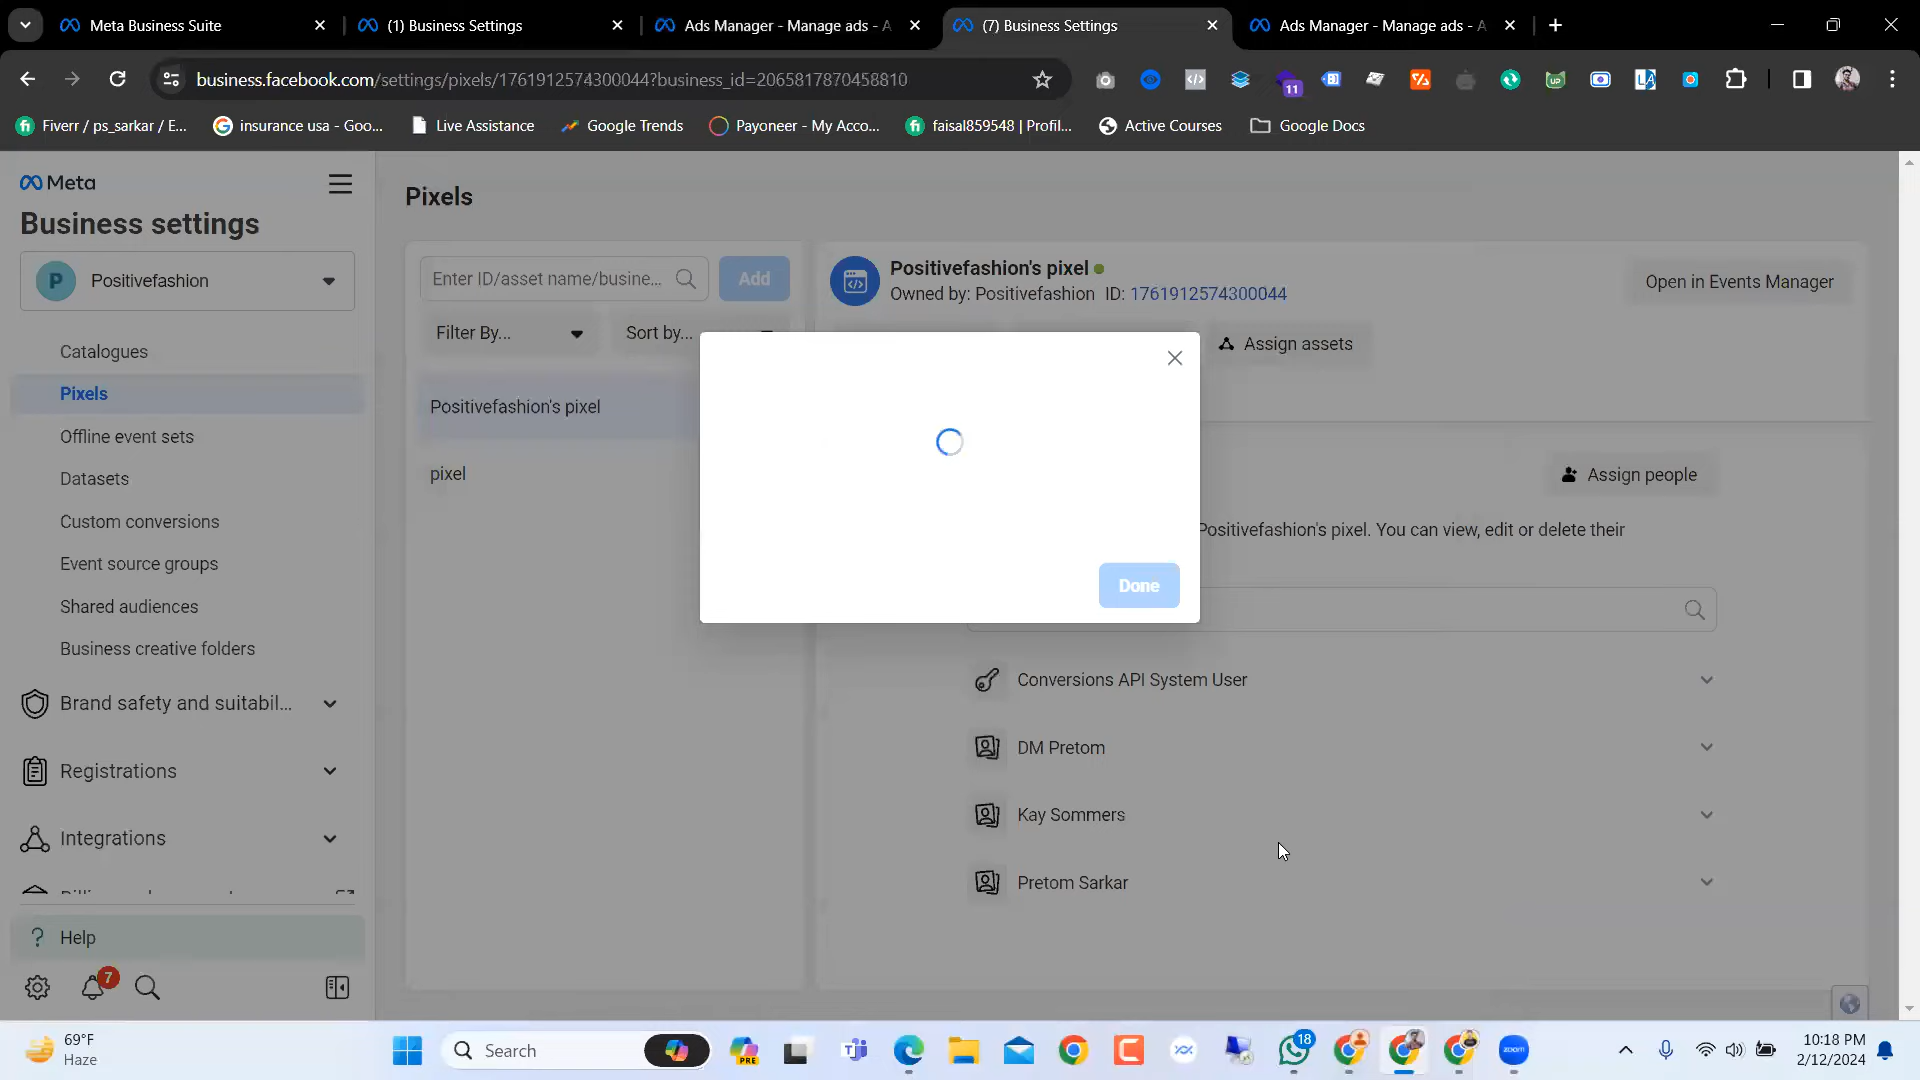 Meta Business Suite
(1) Business Settings
Ads Manager - Manage ads - A
(7) Business Settings
Ads Manager - Manage ads - A
business.facebook.com/settings/pixels/1761912574300044?business_id=2065817870458810
11
Fiverr / ps_sarkar / E...
insurance usa - Goo...
Live Assistance
Google Trends
Payoneer - My Acco...
faisal859548 | Profil...
Active Courses
Google Docs
Meta
Business settings
P
Positivefashion
Catalogues
Pixels
Offline event sets
Datasets
Custom conversions
Event source groups
Shared audiences
Business creative folders
Brand safety and suitabil...
Registrations
Integrations
Help
7
Pixels
Enter ID/asset name/busine...
Add
Filter By...
Sort by...
Positivefashion's pixel
pixel
Positivefashion's pixel
Owned by: Positivefashion ID: 1761912574300044
Open in Events Manager
Assign assets
Assign people
Positivefashion's pixel. You can view, edit or delete their
Done
Conversions API System User
DM Pretom
Kay Sommers
Pretom Sarkar
69°F
Haze
Search
PRE
18
zoom
10:18 PM
2/12/2024